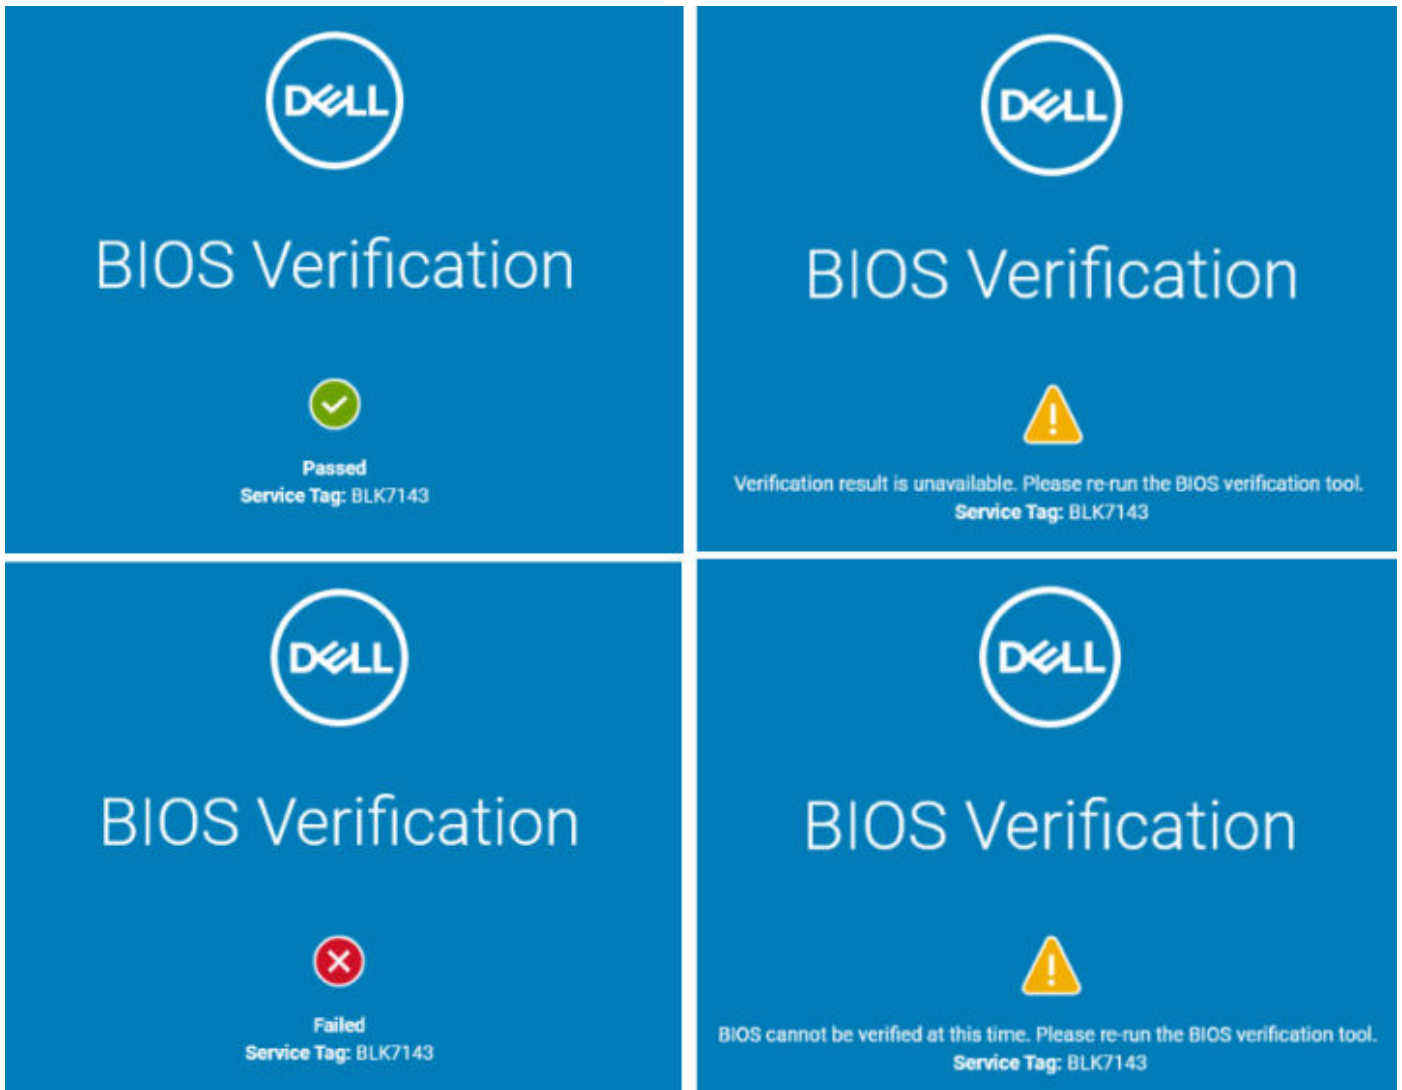 DELL
BIOS Verification
Passed
Service Tag: BLK7143
DELL
BIOS Verification
Verification result is unavailable. Please re-run the BIOS verification tool.
Service Tag: BLK7143
DELL
BIOS Verification
Failed
Service Tag: BLK7143
DELL
BIOS Verification
BIOS cannot be verified at this time. Please re-run the BIOS verification tool.
Service Tag: BLK7143